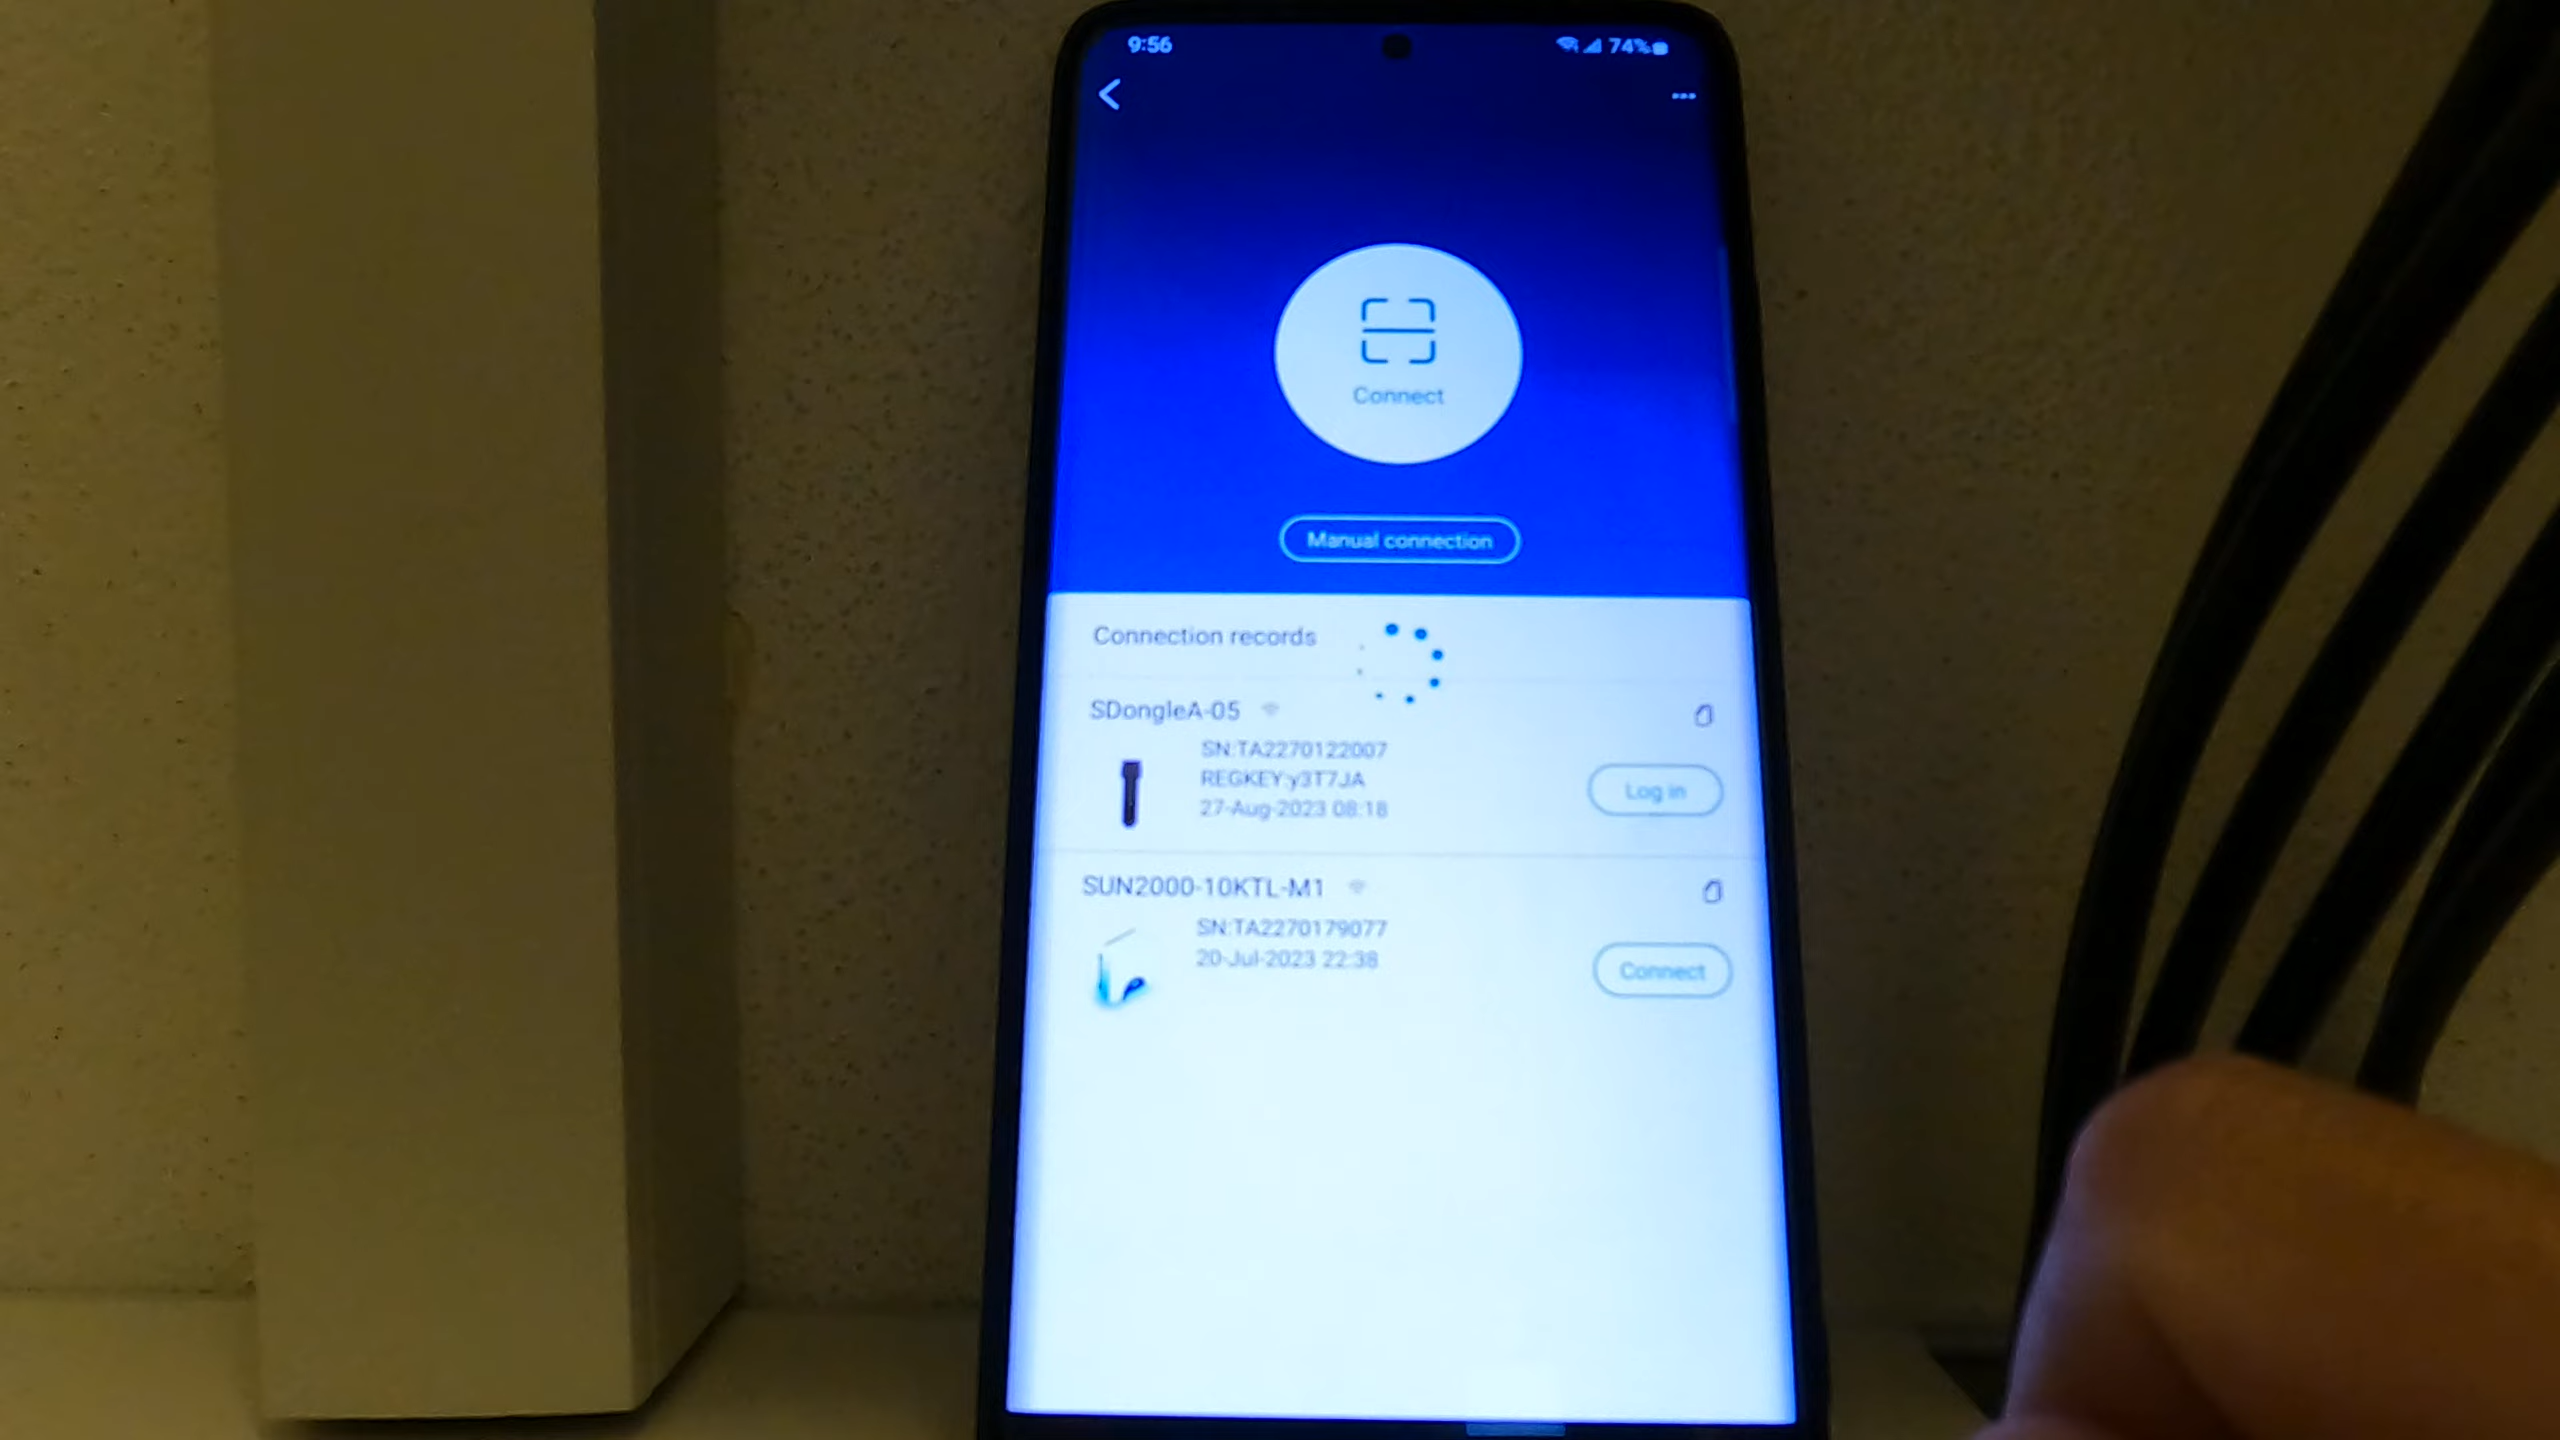 9:56
74%
Connect
Manual connection
Connection records
SDongleA-05
SN:TA2270122007
REGKEY:y3T7JA
27-Aug-2023 08:18
Log in
SUN2000-10KTL-M1
SN:TA2270179077
20-Jul-2023 22:38
Connect